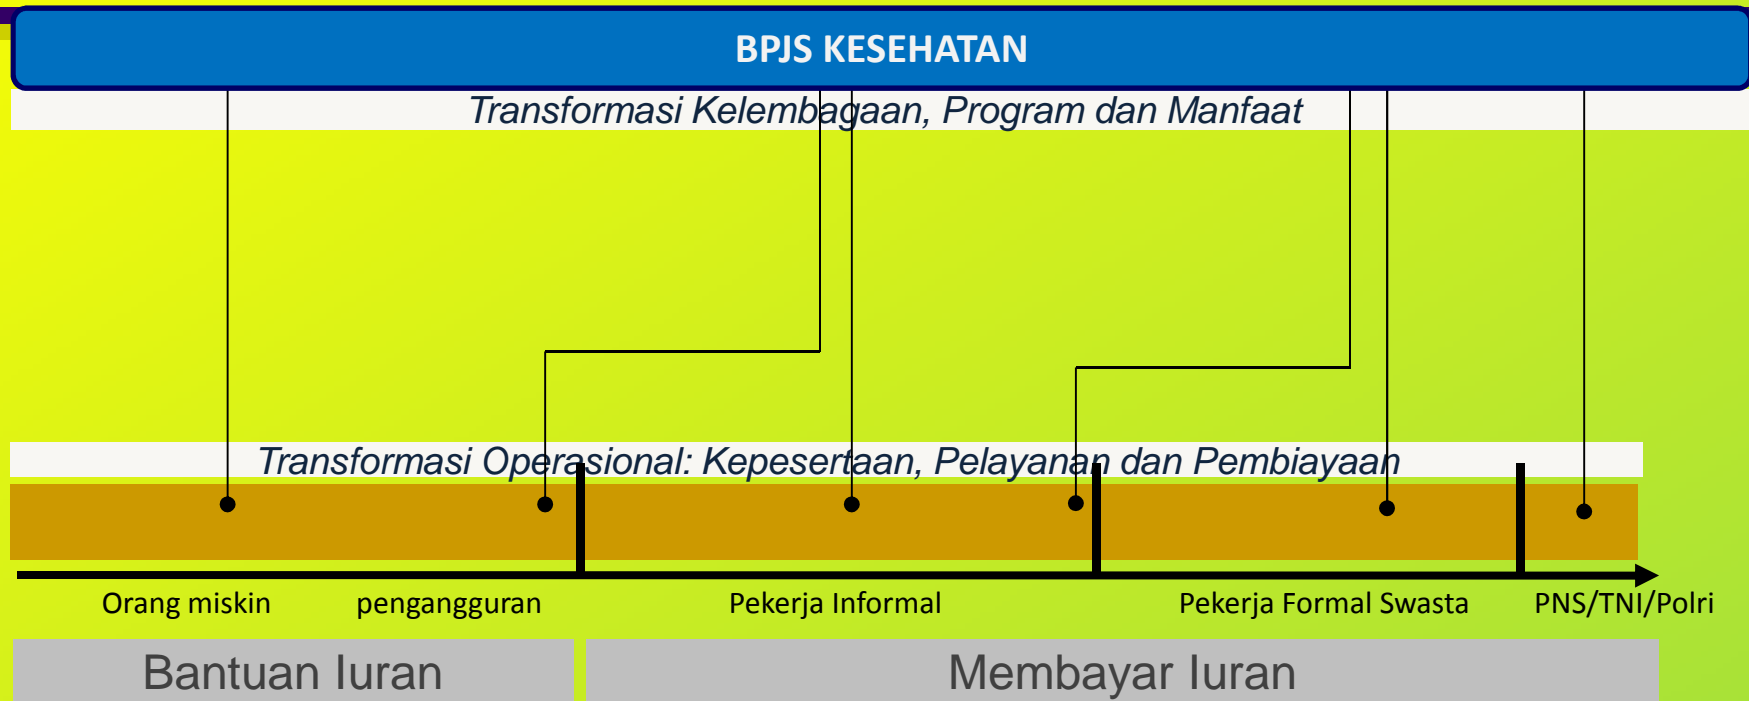 BPJS KESEHATAN
Transformasi Kelembagaan, Program dan Manfaat
Transformasi Operasional: Kepesertaan, Pelayanan dan Pembiayaan
Orang miskin pengangguran Pekerja Informal Pekerja Formal Swasta PNS/TNI/Polri
Bantuan Iuran Membayar Iuran